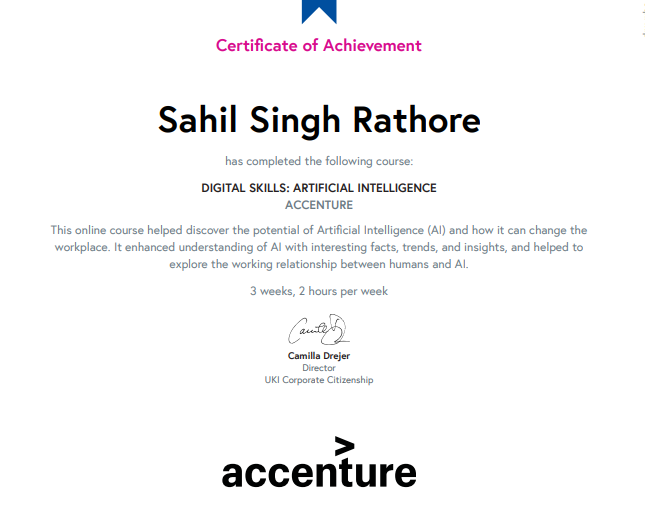 Certificate of Achievement
Sahil Singh Rathore
has completed the following course:
DIGITAL SKILLS: ARTIFICIAL INTELLIGENCE
ACCENTURE
This online course helped discover the potential of Artificial Intelligence (AI) and how it can change the
workplace. It enhanced understanding of AI with interesting facts, trends, and insights, and helped to
explore the working relationship between humans and AI.
3 weeks, 2 hours per week
Camilla Drejer
Director
UKI Corporate Citizenship
accenture